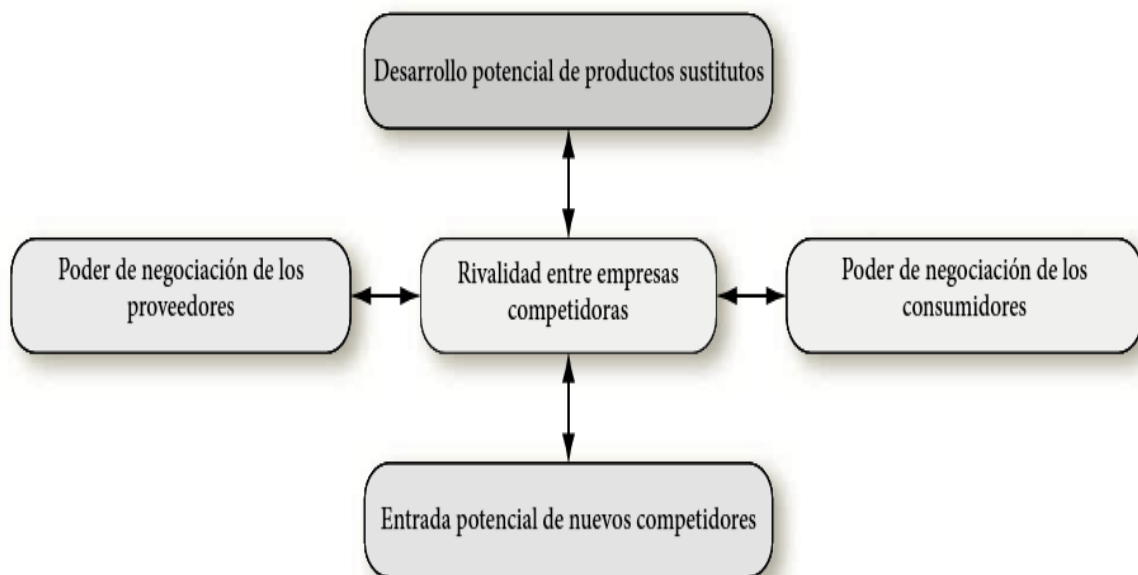 Desarrollo potencial de productos sustitutos
Poder de negociación de los
proveedores
Rivalidad entre empresas
competidoras
Poder de negociación de los
consumidores
Entrada potencial de nuevos competidores